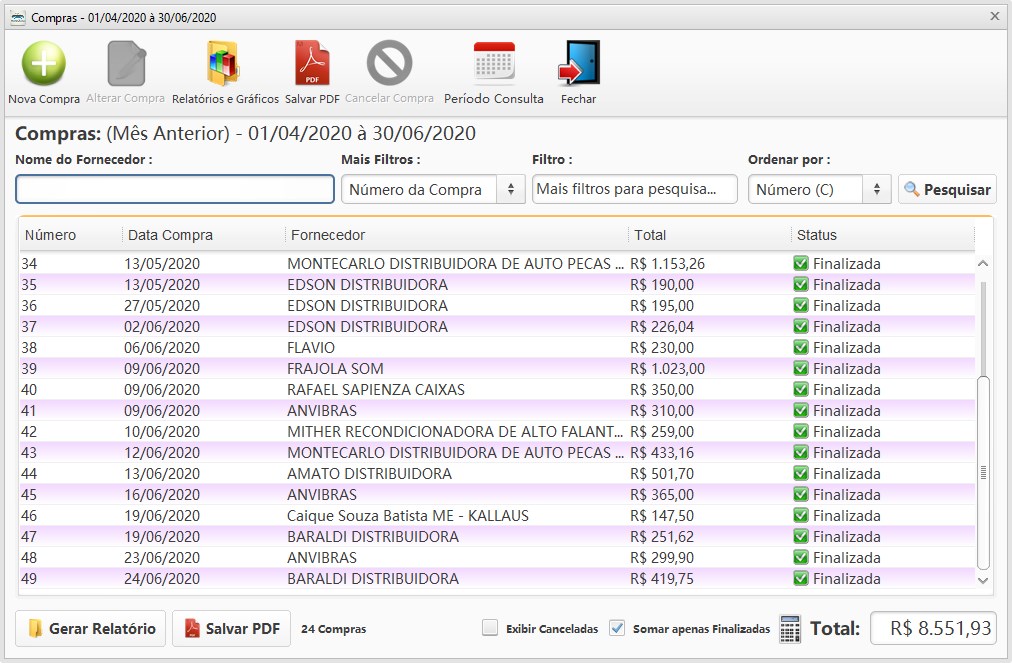 Compras - 01/04/2020 à 30/06/2020
Nova Compra Alterar Compra Relatórios e Gráficos Salvar PDF Cancelar Compra Período Consulta Fechar
PDF
Compras: (Mês Anterior) - 01/04/2020 à 30/06/2020
Nome do Fornecedor : Mais Filtros : Filtro : Ordenar por :
Número da Compra Mais filtros para pesquisa... Número (C) Pesquisar
Número Data Compra Fornecedor Total Status
34 13/05/2020 MONTECARLO DISTRIBUIDORA DE AUTO PECAS ... R$ 1.153,26 Finalizada
35 13/05/2020 EDSON DISTRIBUIDORA R$ 190,00 Finalizada
36 27/05/2020 EDSON DISTRIBUIDORA R$ 195,00 Finalizada
37 02/06/2020 EDSON DISTRIBUIDORA R$ 226,04 Finalizada
38 06/06/2020 FLAVIO R$ 230,00 Finalizada
39 09/06/2020 FRAJOLA SOM R$ 1.023,00 Finalizada
40 09/06/2020 RAFAEL SAPIENZA CAIXAS R$ 350,00 Finalizada
41 09/06/2020 ANVIBRAS R$ 310,00 Finalizada
42 10/06/2020 MITHER RECONDICIONADORA DE ALTO FALANT... R$ 259,00 Finalizada
43 12/06/2020 MONTECARLO DISTRIBUIDORA DE AUTO PECAS ... R$ 433,16 Finalizada
44 13/06/2020 AMATO DISTRIBUIDORA R$ 501,70 Finalizada
45 16/06/2020 ANVIBRAS R$ 365,00 Finalizada
46 19/06/2020 Caique Souza Batista ME - KALLAUS R$ 147,50 Finalizada
47 19/06/2020 BARALDI DISTRIBUIDORA R$ 251,62 Finalizada
48 23/06/2020 ANVIBRAS R$ 299,90 Finalizada
49 24/06/2020 BARALDI DISTRIBUIDORA R$ 419,75 Finalizada
Gerar Relatório Salvar PDF 24 Compras Exibir Canceladas Somar apenas Finalizadas Total: R$ 8.551,93